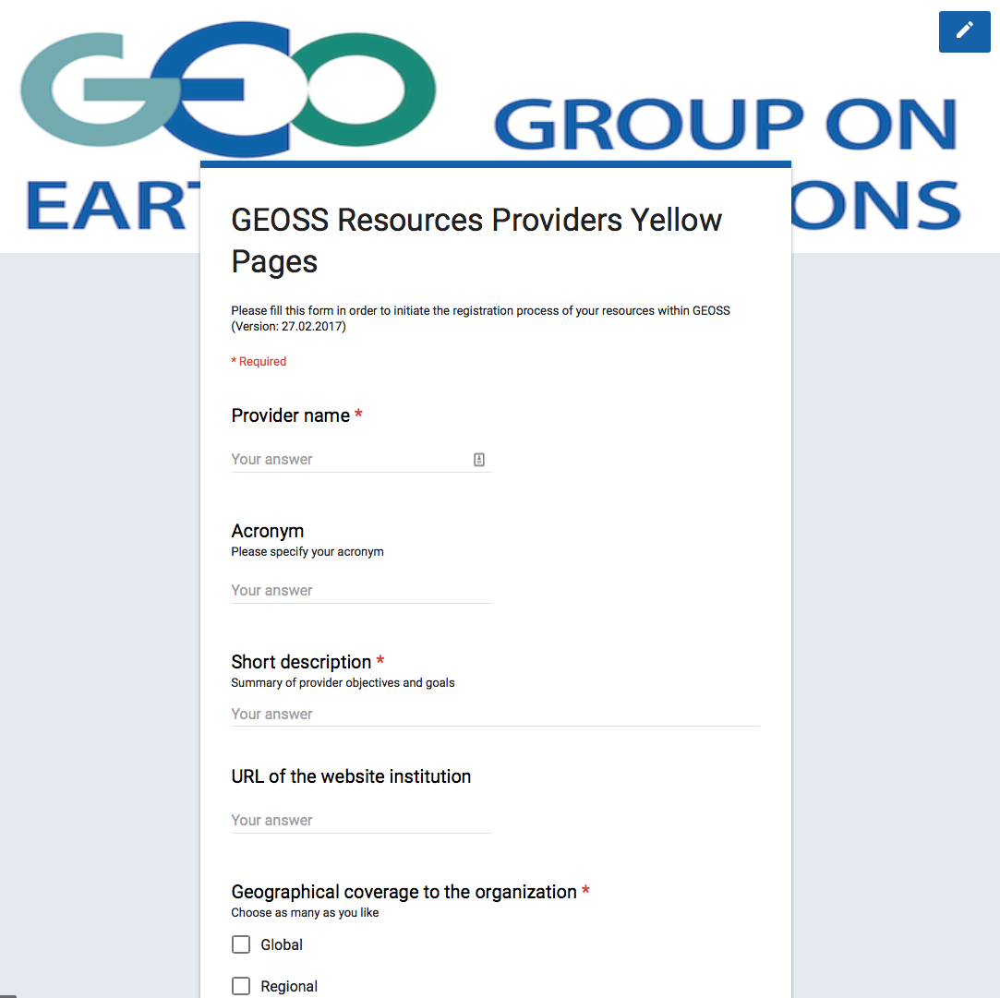 GEO
GROUP ON
EART
ONS
GEOSS Resources Providers Yellow
Pages
Please fill this form in order to initiate the registration process of your resources within GEOSS
(Version: 27.02.2017)
* Required
Provider name *
Your answer
Acronym
Please specify your acronym
Your answer
Short description *
Summary of provider objectives and goals
Your answer
URL of the website institution
Your answer
Geographical coverage to the organization *
Choose as many as you like
Global
Regional